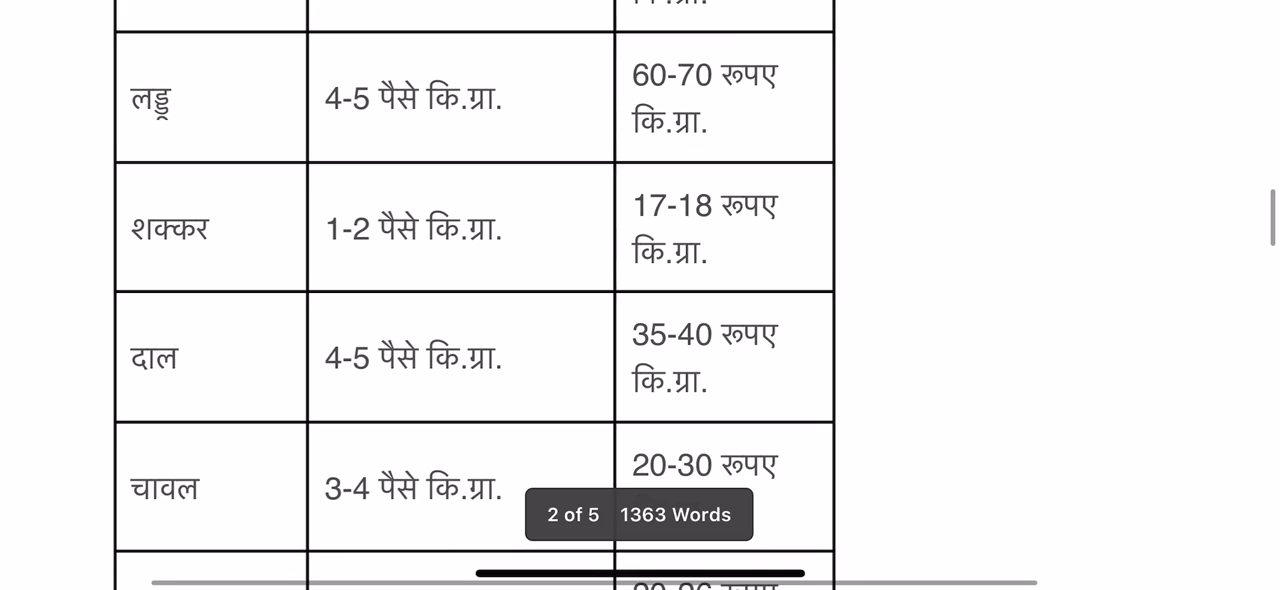 लड्डू
4-5 पैसे कि.ग्रा.
60-70 रूपए
कि.ग्रा.
शक्कर
1-2 पैसे कि.ग्रा.
17-18 रूपए
कि.ग्रा.
दाल
4-5 पैसे कि.ग्रा.
35-40 रूपए
कि.ग्रा.
चावल
3-4 पैसे कि.ग्रा.
20-30 रूपए
2 of 5 1363 Words